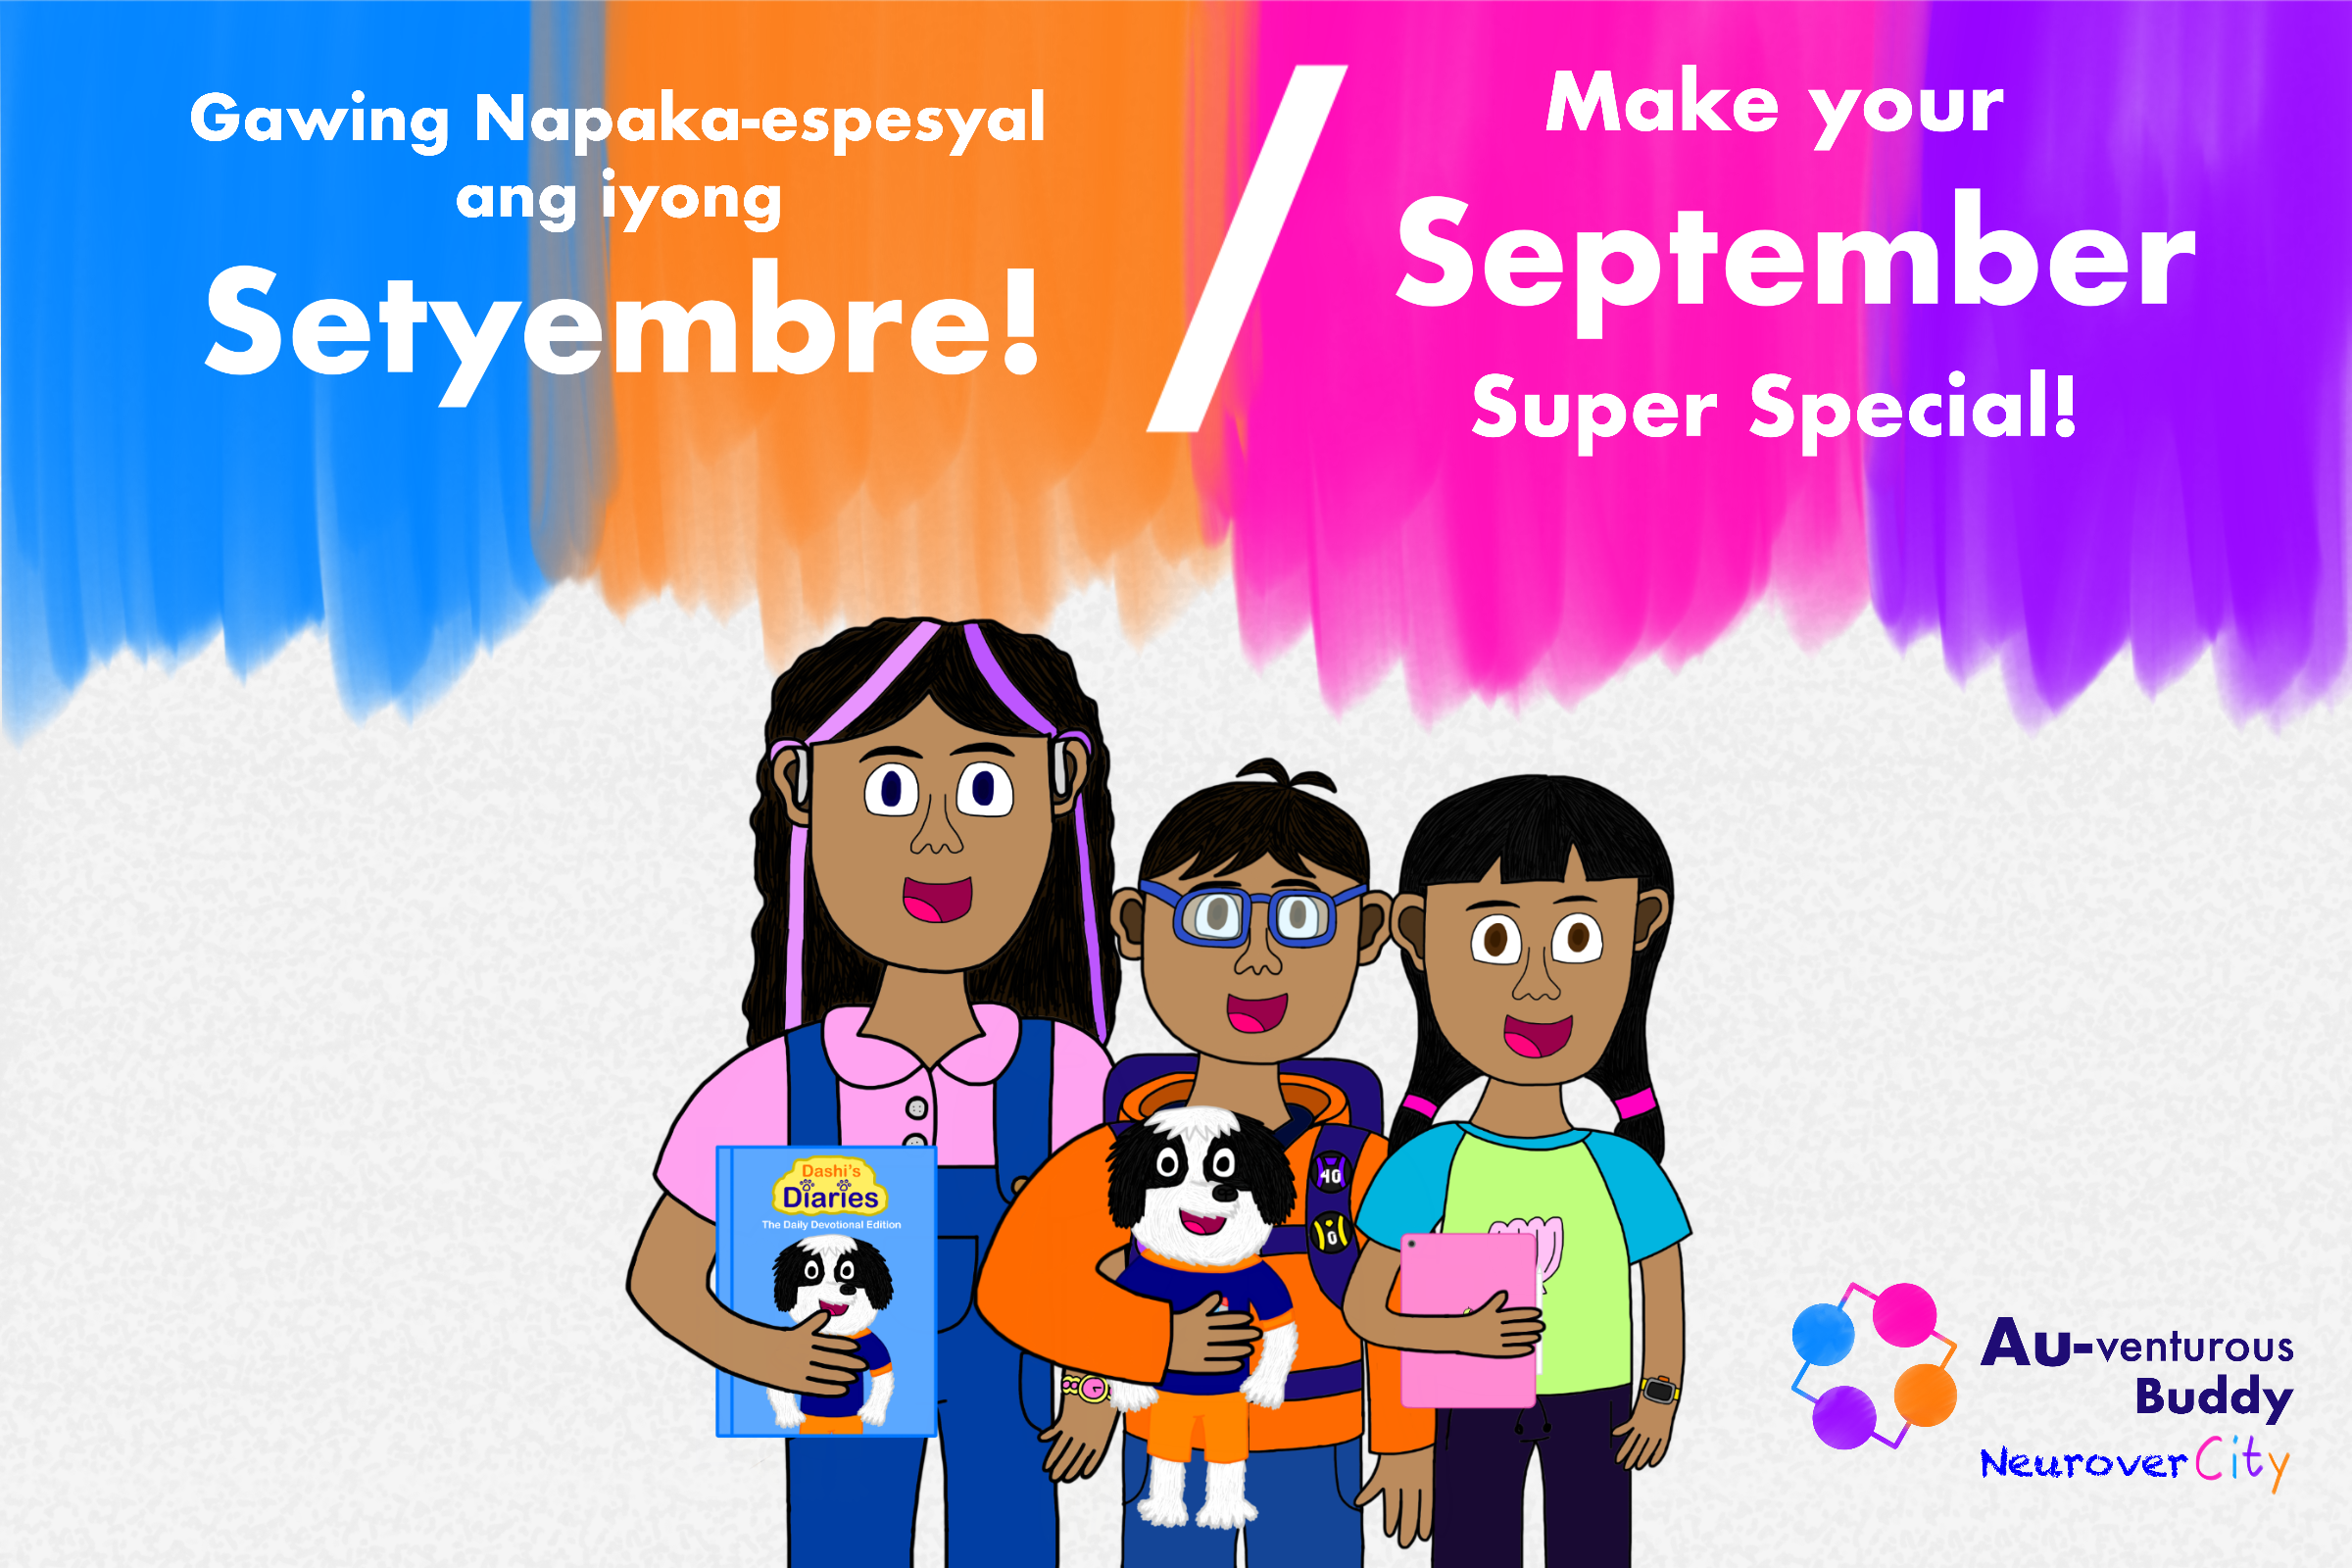 Gawing Napaka-espesyal
ang iyong
Setyembre!
/
Make your
September
Super Special!
Dashi's
Diaries
The Daily Devotional Edition
40
0
Au-venturous
Buddy
NeuroverCity